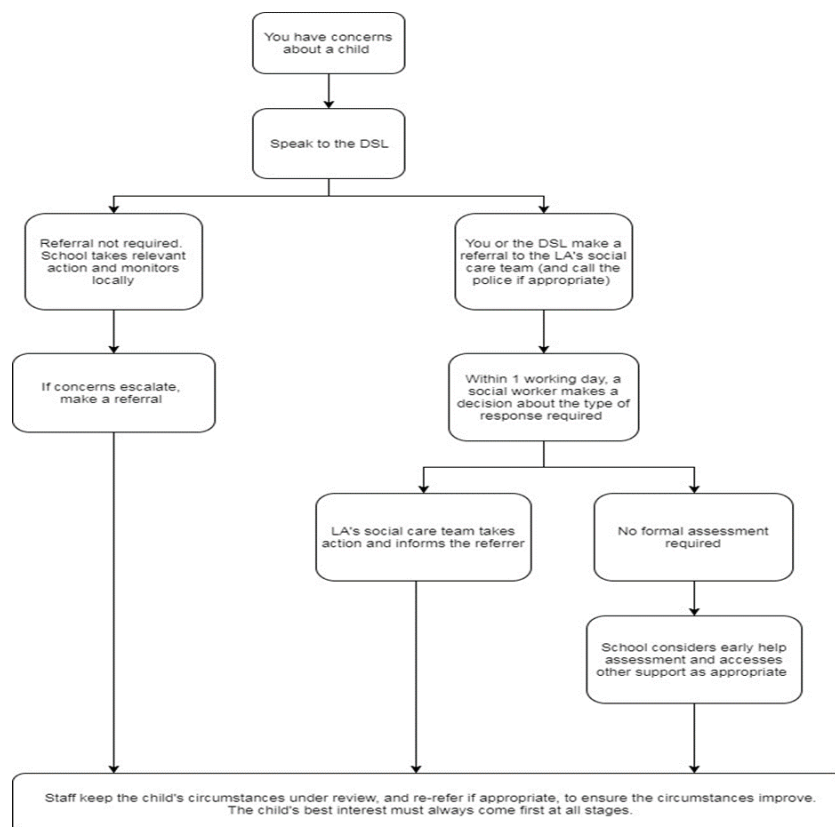 You have concerns
about a child
Speak to the DSL
Referral not required.
School takes relevant
action and monitors
locally
You or the DSL make a
referral to the LA's social
care team (and call the
police if appropriate)
If concerns escalate,
make a referral
Within 1 working day, a
social worker makes a
decision about the type of
response required
LA's social care team takes
action and informs the referrer
No formal assessment
required
School considers early help
assessment and accesses
other support as appropriate
Staff keep the child's circumstances under review, and re-refer if appropriate, to ensure the circumstances improve.
The child's best interest must always come first at all stages.